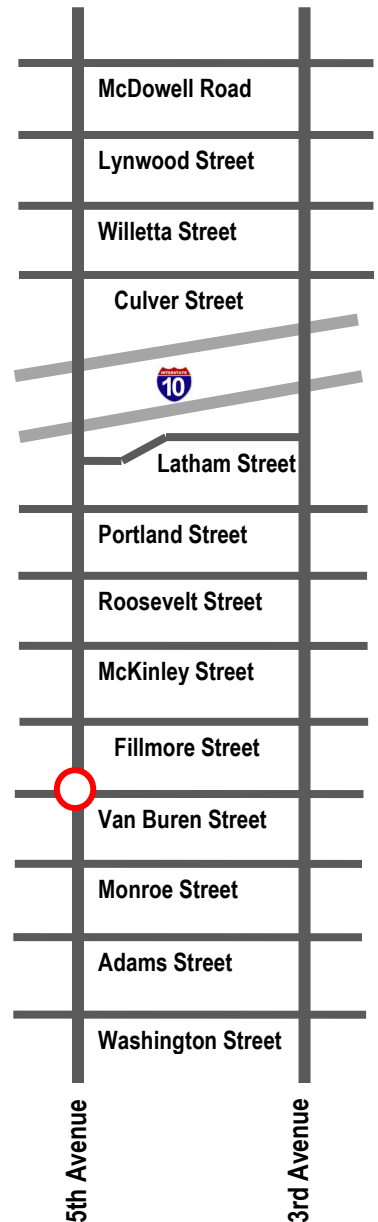 McDowell Road
Lynwood Street
Willetta Street
Culver Street
INTERSTATE
10
Latham Street
Portland Street
Roosevelt Street
McKinley Street
Fillmore Street
Van Buren Street
Monroe Street
Adams Street
Washington Street
5th Avenue
3rd Avenue